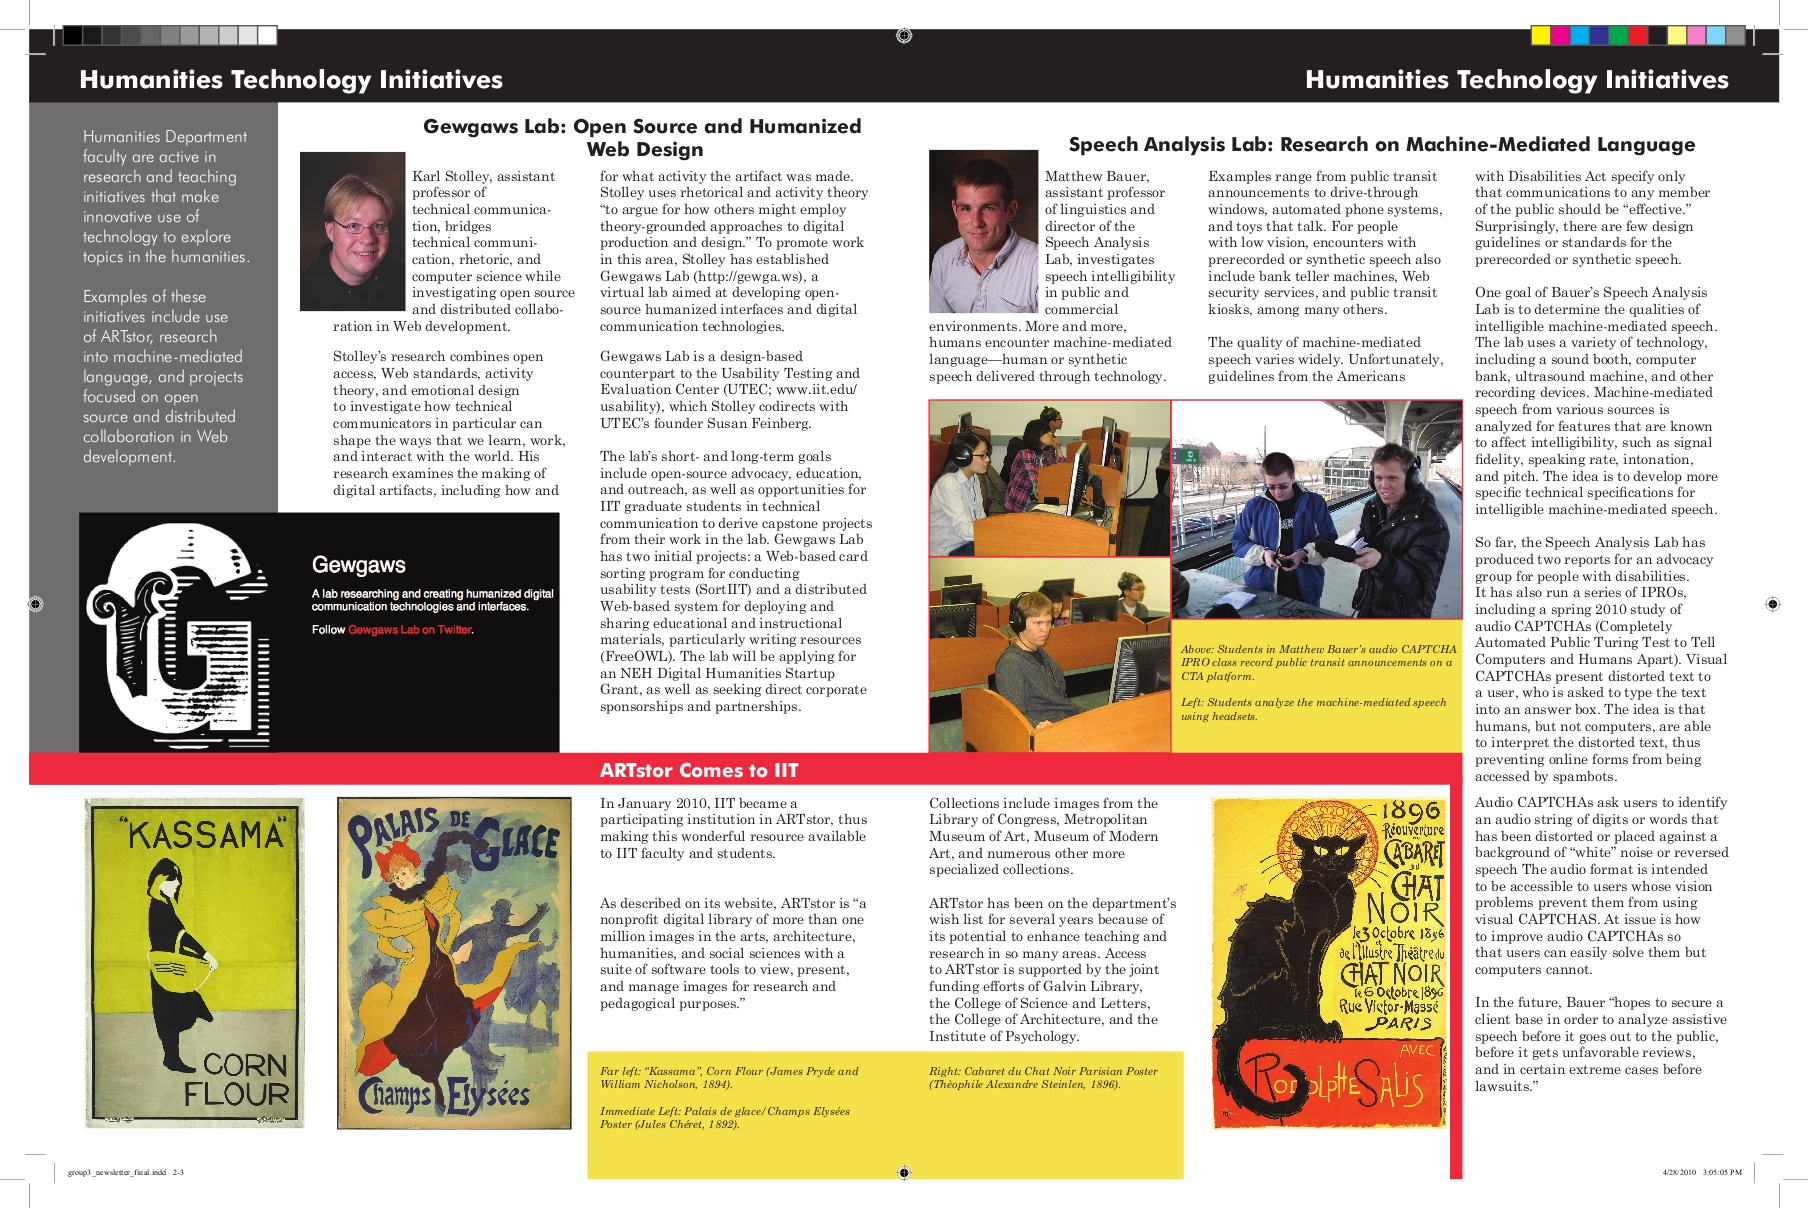 Humanities Technology Initiatives
Humanities Technology Initiatives
Humanities Department
faculty are active in
research and teaching
initiatives that make
innovative use of
technology to explore
topics in the humanities.
Examples of these
initiatives include use
of ARTstor, research
into machine-mediated
language, and projects
focused on open
source and distributed
collaboration in Web
development.
Gewgaws Lab: Open Source and Humanized
Web Design
Karl Stolley, assistant
professor of
technical communica-
tion, bridges
technical communi-
cation, rhetoric, and
computer science while
investigating open source
and distributed collabo-
ration in Web development.
Stolley’s research combines open
access, Web standards, activity
theory, and emotional design
to investigate how technical
communicators in particular can
shape the ways that we learn, work,
and interact with the world. His
research examines the making of
digital artifacts, including how and
for what activity the artifact was made.
Stolley uses rhetorical and activity theory
“to argue for how others might employ
theory-grounded approaches to digital
production and design.” To promote work
in this area, Stolley has established
Gewgaws Lab (http://gewga.ws), a
virtual lab aimed at developing open-
source humanized interfaces and digital
communication technologies.
Gewgaws Lab is a design-based
counterpart to the Usability Testing and
Evaluation Center (UTEC; www.iit.edu/
usability), which Stolley codirects with
UTEC’s founder Susan Feinberg.
The lab’s short- and long-term goals
include open-source advocacy, education,
and outreach, as well as opportunities for
IIT graduate students in technical
communication to derive capstone projects
from their work in the lab. Gewgaws Lab
has two initial projects: a Web-based card
sorting program for conducting
usability tests (SortIIT) and a distributed
Web-based system for deploying and
sharing educational and instructional
materials, particularly writing resources
(FreeOWL). The lab will be applying for
an NEH Digital Humanities Startup
Grant, as well as seeking direct corporate
sponsorships and partnerships.
G
Gewgaws
A lab researching and creating humanized digital
communication technologies and interfaces.
Follow Gewgaws Lab on Twitter.
Speech Analysis Lab: Research on Machine-Mediated Language
Matthew Bauer,
assistant professor
of linguistics and
director of the
Speech Analysis
Lab, investigates
speech intelligibility
in public and
commercial
environments. More and more,
humans encounter machine-mediated
language—human or synthetic
speech delivered through technology.
Examples range from public transit
announcements to drive-through
windows, automated phone systems,
and toys that talk. For people
with low vision, encounters with
prerecorded or synthetic speech also
include bank teller machines, Web
security services, and public transit
kiosks, among many others.
The quality of machine-mediated
speech varies widely. Unfortunately,
guidelines from the Americans
with Disabilities Act specify only
that communications to any member
of the public should be “effective.”
Surprisingly, there are few design
guidelines or standards for the
prerecorded or synthetic speech.
One goal of Bauer’s Speech Analysis
Lab is to determine the qualities of
intelligible machine-mediated speech.
The lab uses a variety of technology,
including a sound booth, computer
bank, ultrasound machine, and other
recording devices. Machine-mediated
speech from various sources is
analyzed for features that are known
to affect intelligibility, such as signal
fidelity, speaking rate, intonation,
and pitch. The idea is to develop more
specific technical specifications for
intelligible machine-mediated speech.
So far, the Speech Analysis Lab has
produced two reports for an advocacy
group for people with disabilities.
It has also run a series of IPROs,
including a spring 2010 study of
audio CAPTCHAs (Completely
Automated Public Turing Test to Tell
Computers and Humans Apart). Visual
CAPTCHAs present distorted text to
a user, who is asked to type the text
into an answer box. The idea is that
humans, but not computers, are able
to interpret the distorted text, thus
preventing online forms from being
accessed by spambots.
Audio CAPTCHAs ask users to identify
an audio string of digits or words that
has been distorted or placed against a
background of “white” noise or reversed
speech The audio format is intended
to be accessible to users whose vision
problems prevent them from using
visual CAPTCHAS. At issue is how
to improve audio CAPTCHAs so
that users can easily solve them but
computers cannot.
In the future, Bauer “hopes to secure a
client base in order to analyze assistive
speech before it goes out to the public,
before it gets unfavorable reviews,
and in certain extreme cases before
lawsuits.”
Above: Students in Matthew Bauer’s audio CAPTCHA
IPRO class record public transit announcements on a
CTA platform.
Left: Students analyze the machine-mediated speech
using headsets.
ARTstor Comes to IIT
"KASSAMA"
CORN
FLOUR
PALAIS DE
GLACE
Champs Elysées
In January 2010, IIT became a
participating institution in ARTstor, thus
making this wonderful resource available
to IIT faculty and students.
As described on its website, ARTstor is “a
nonprofit digital library of more than one
million images in the arts, architecture,
humanities, and social sciences with a
suite of software tools to view, present,
and manage images for research and
pedagogical purposes.”
Collections include images from the
Library of Congress, Metropolitan
Museum of Art, Museum of Modern
Art, and numerous other more
specialized collections.
ARTstor has been on the department’s
wish list for several years because of
its potential to enhance teaching and
research in so many areas. Access
to ARTstor is supported by the joint
funding efforts of Galvin Library,
the College of Science and Letters,
the College of Architecture, and the
Institute of Psychology.
Far left: “Kassama”, Corn Flour (James Pryde and
William Nicholson, 1894).
Immediate Left: Palais de glace/Champs Elysées
Poster (Jules Chéret, 1892).
Right: Cabaret du Chat Noir Parisian Poster
(Thèophile Alexandre Steinlen, 1896).
1896
Réouverture
CABARET
du
CHAT
NOIR
le 3 Octobre 1896
et
de l'Illustre Théâtre du
CHAT NOIR
le 6 Octobre 1896
Rue Victor-Massé
PARIS
AVEC
RODOLPHE SALIS
group3_newsletter_final.indd 2-3
4/28/2010 3:05:05 PM